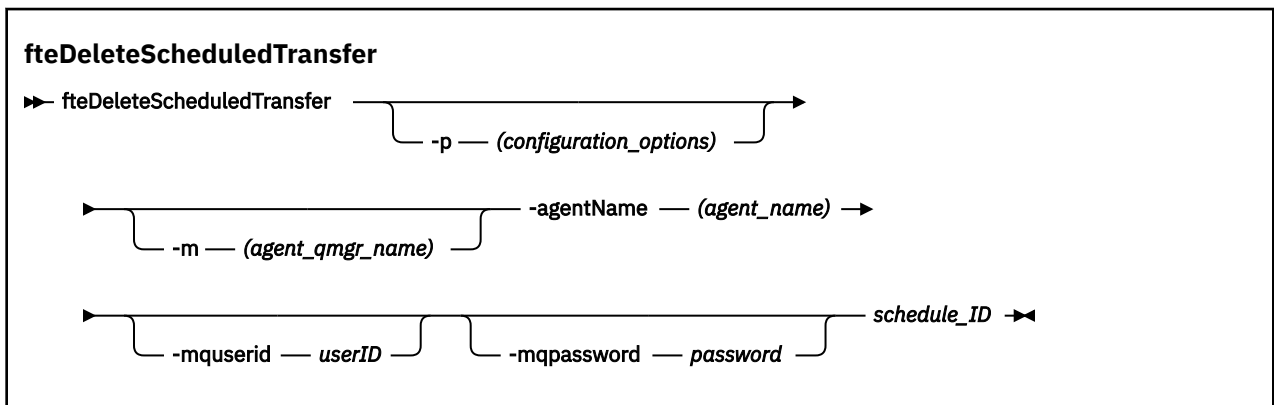 fteDeleteScheduledTransfer
fteDeleteScheduledTransfer
-p (configuration_options)
-agentName (agent_name)
-m (agent_qmgr_name)
schedule_ID
-mquserid userID -mqpassword password